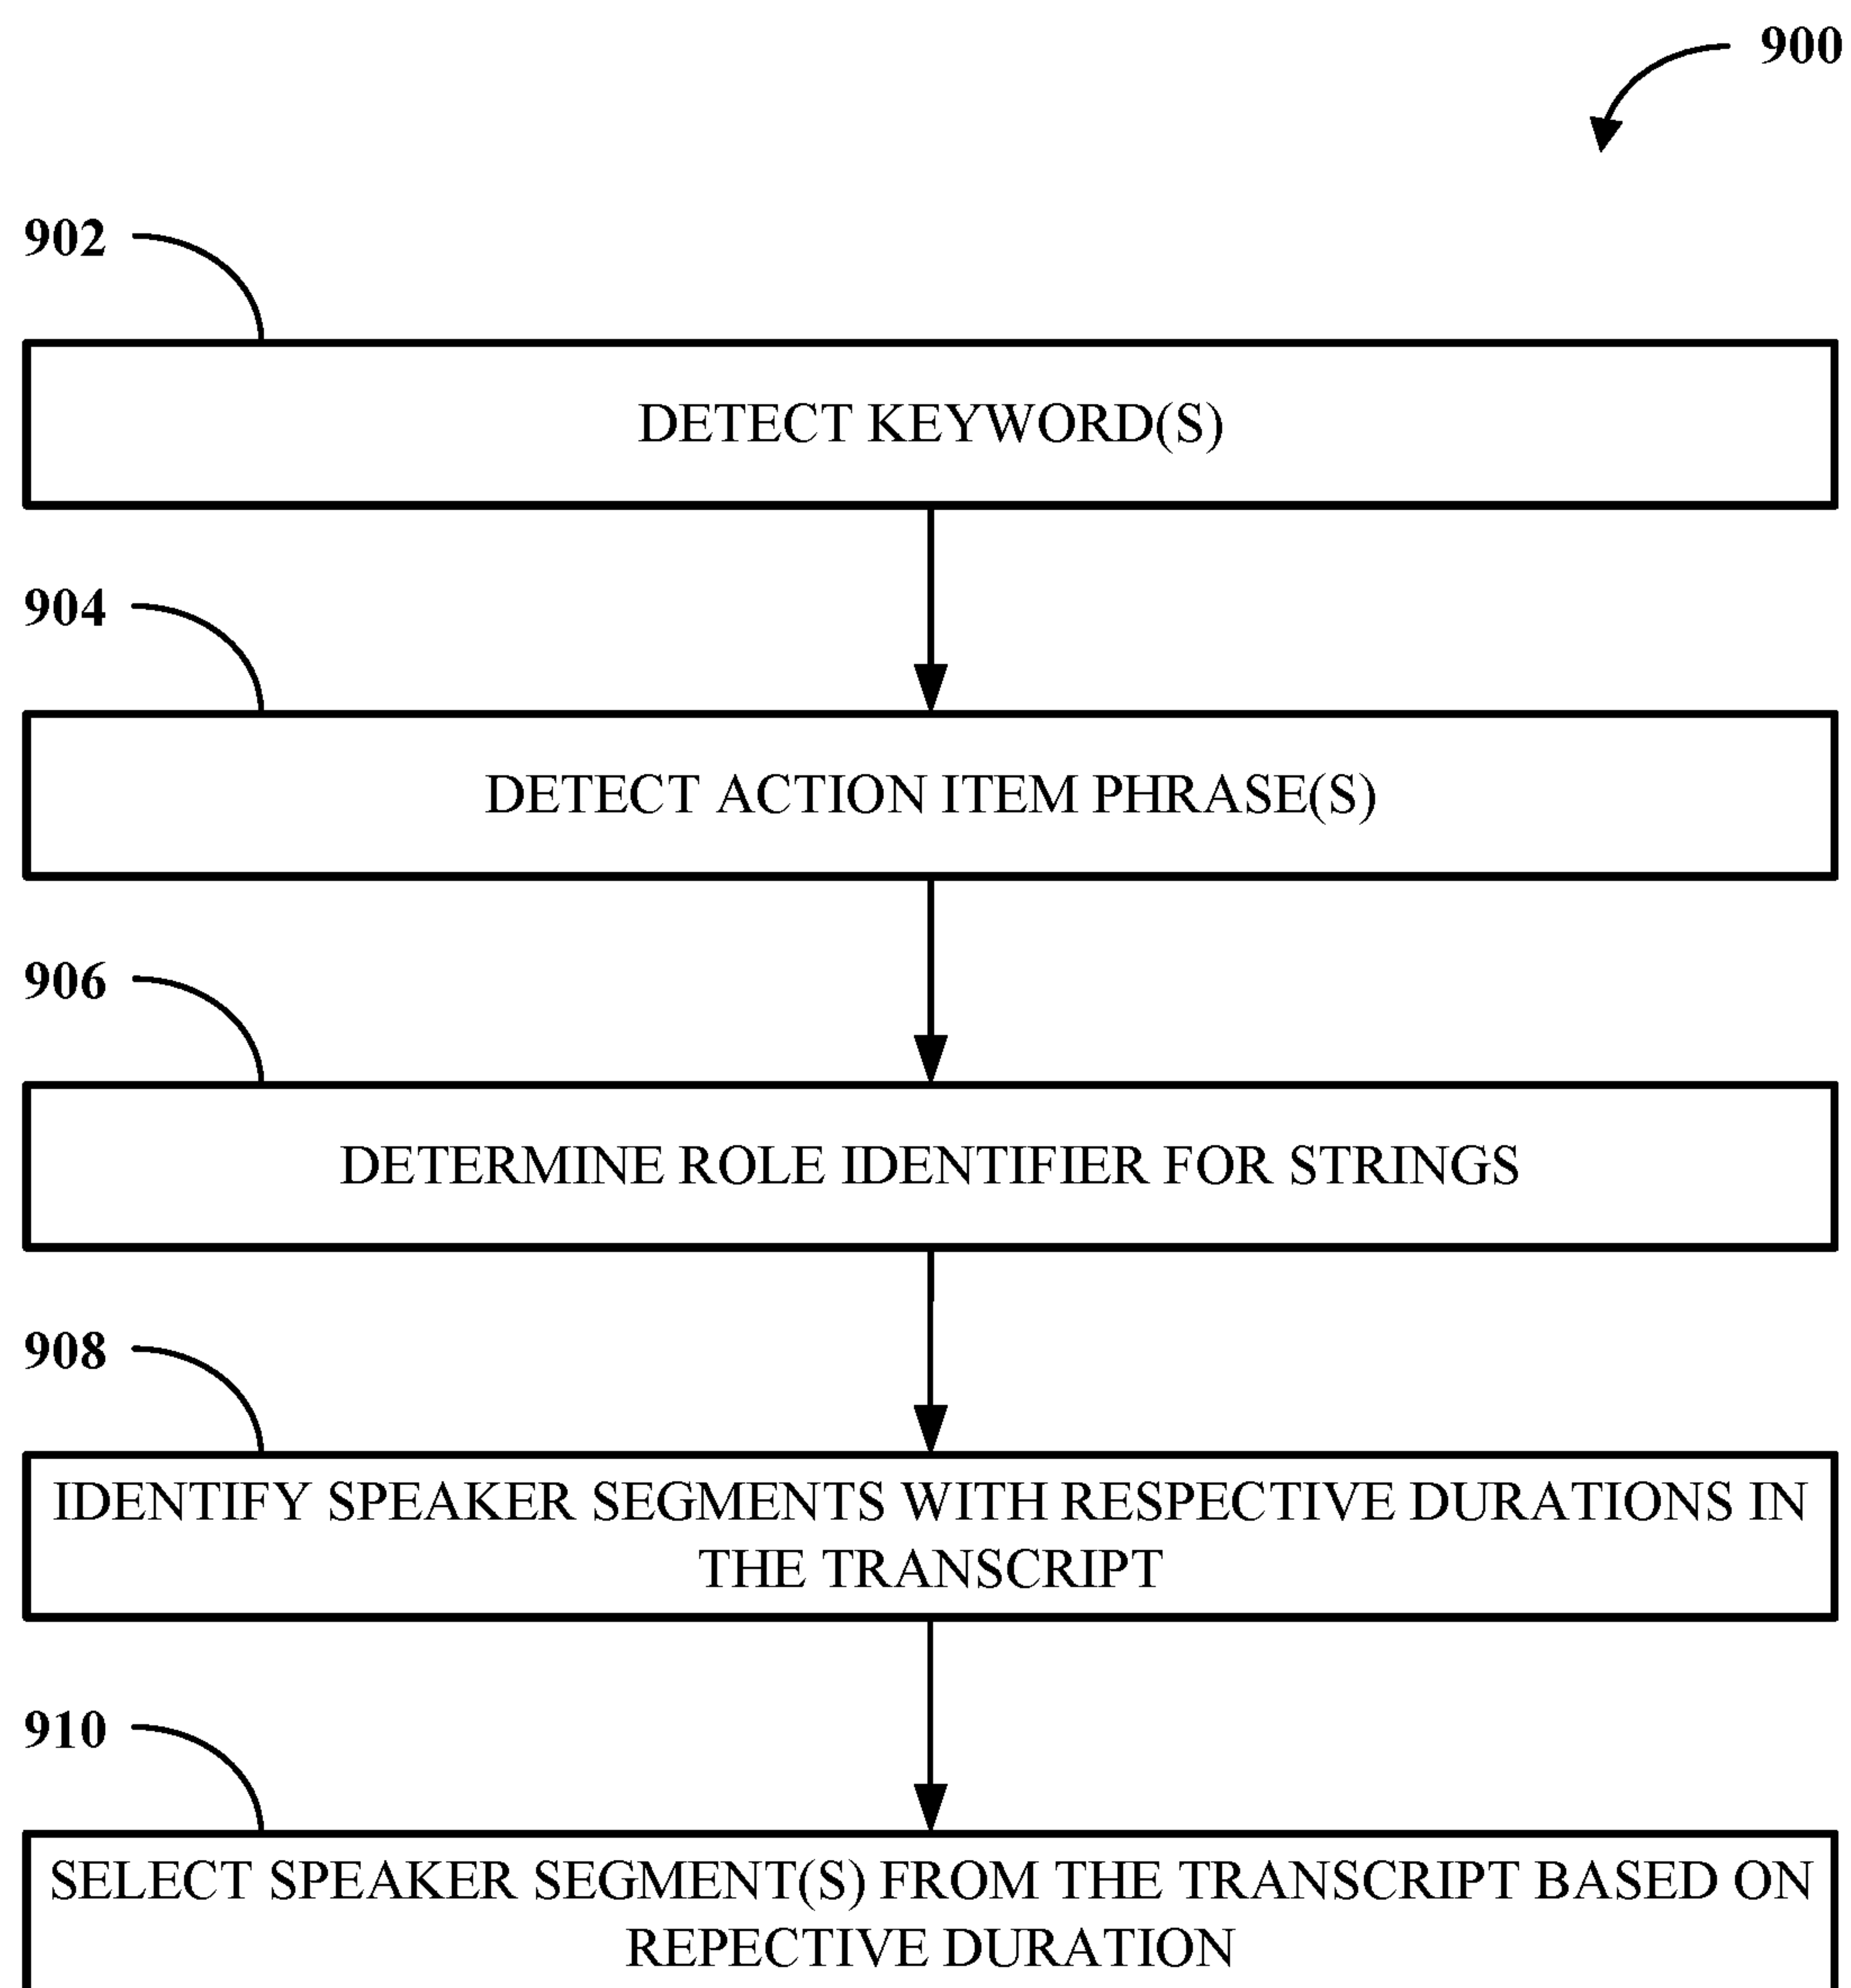 900
902
DETECT KEYWORD(S)
904
DETECT ACTION ITEM PHRASE(S)
906
DETERMINE ROLE IDENTIFIER FOR STRINGS
908
IDENTIFY SPEAKER SEGMENTS WITH RESPECTIVE DURATIONS IN
THE TRANSCRIPT
910
SELECT SPEAKER SEGMENT(S) FROM THE TRANSCRIPT BASED ON
REPECTIVE DURATION